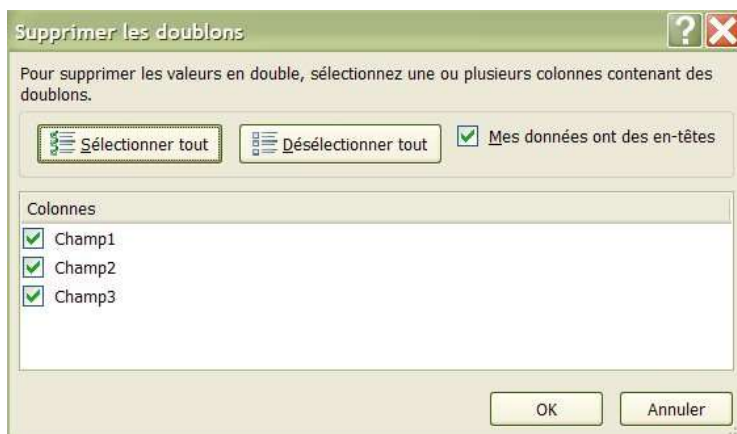 Supprimer les doublons
Pour supprimer les valeurs en double, sélectionnez une ou plusieurs colonnes contenant des
doublons.
Sélectionner tout
Désélectionner tout
Mes données ont des en-têtes
Colonnes
Champ1
Champ2
Champ3
OK
Annuler